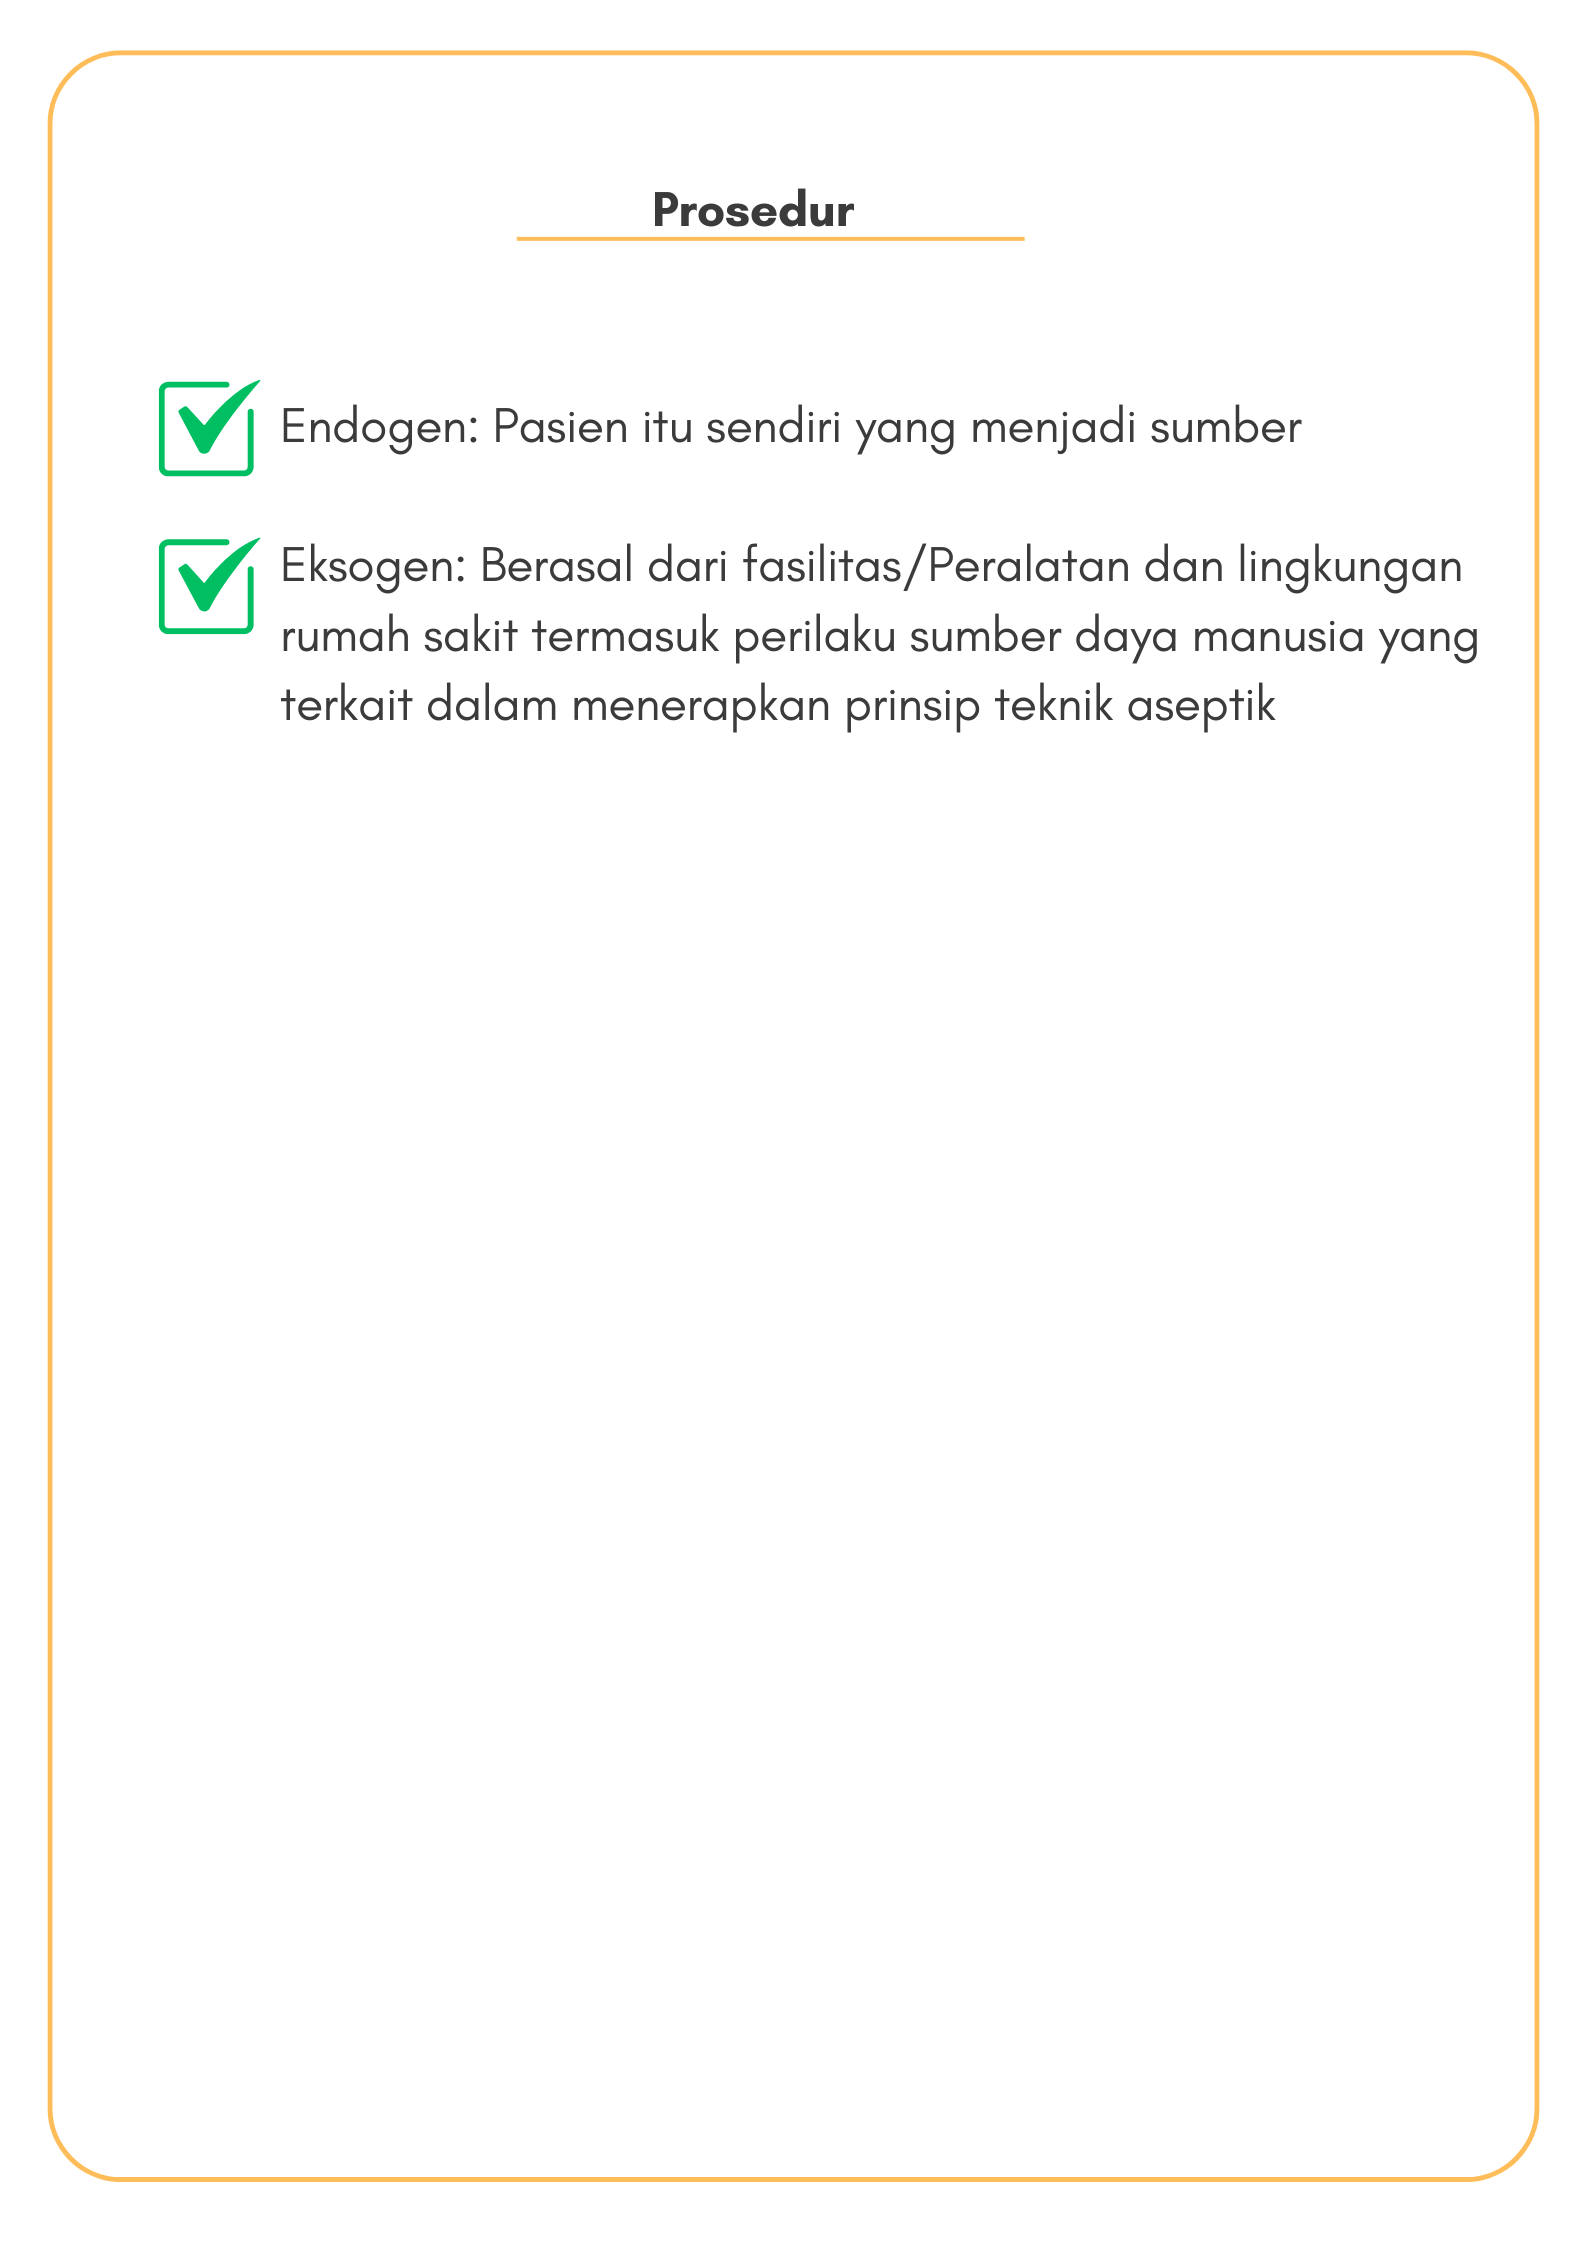 Prosedur
Endogen: Pasien itu sendiri yang menjadi sumber
Eksogen: Berasal dari fasilitas/Peralatan dan lingkungan
rumah sakit termasuk perilaku sumber daya manusia yang
terkait dalam menerapkan prinsip teknik aseptik